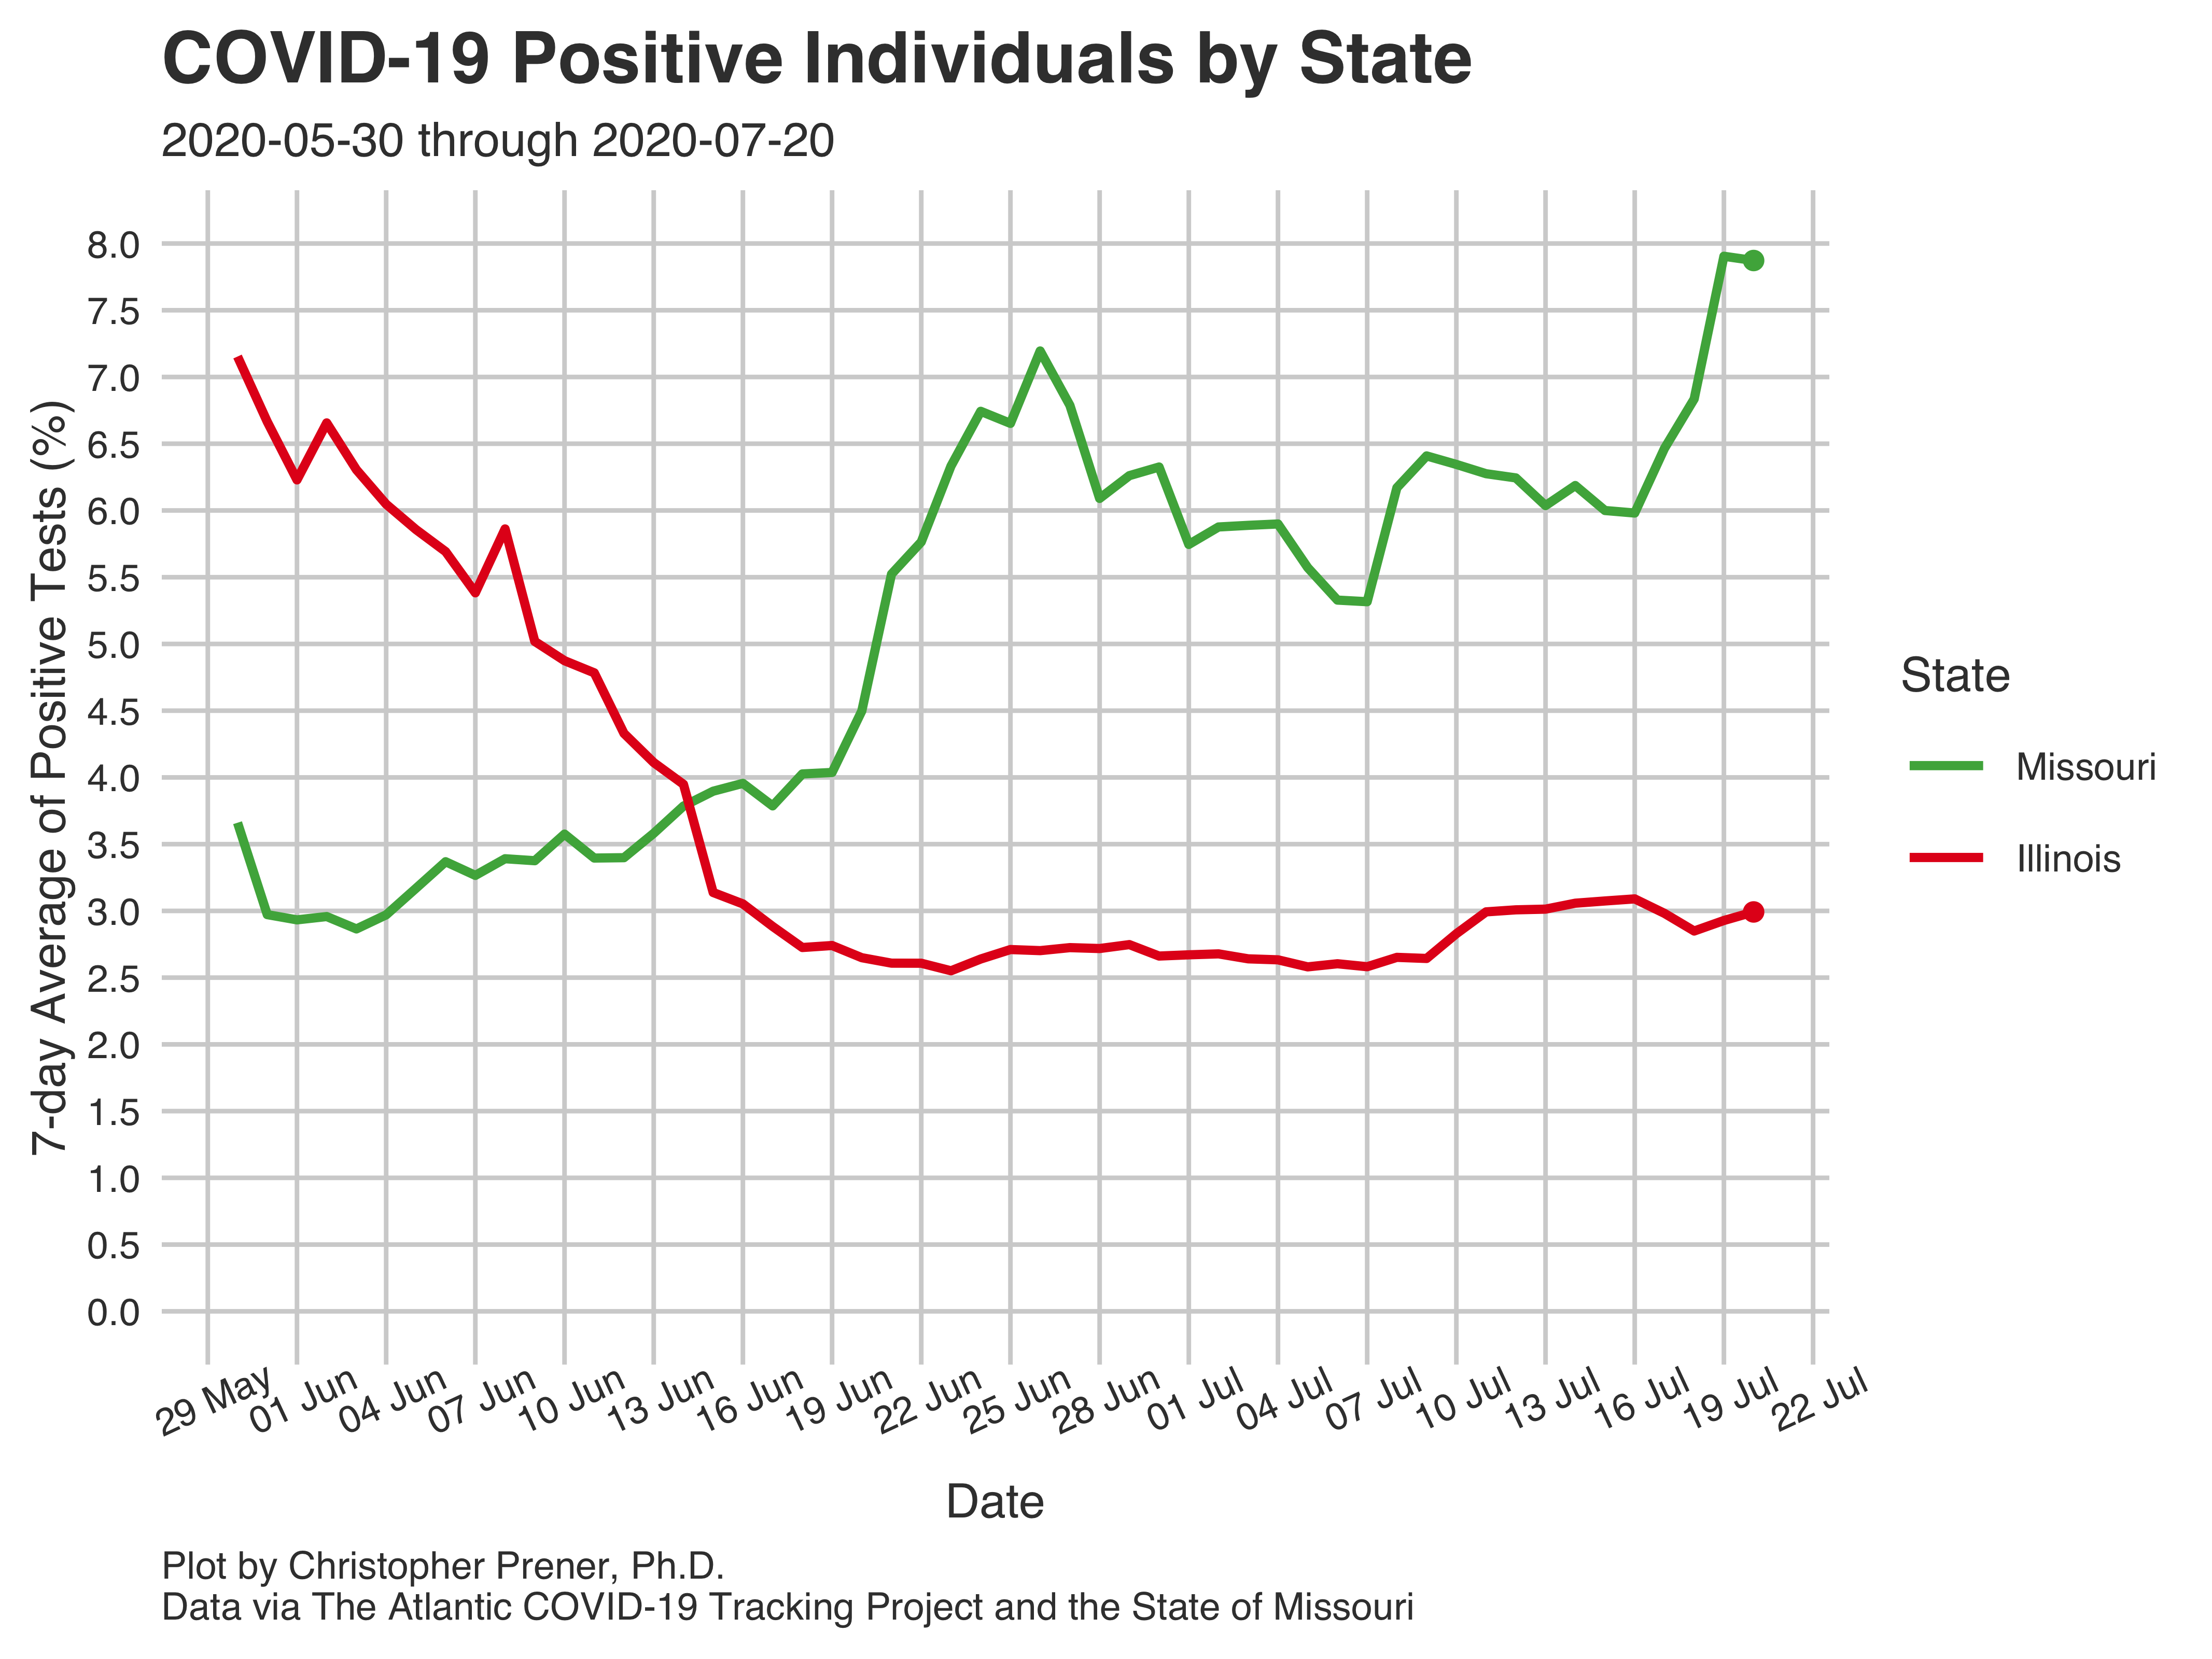 COVID-19 Positive Individuals by State
2020-05-30 through 2020-07-20
7-day Average of Positive Tests (%)
8.0
7.5
7.0
6.5
6.0
5.5
5.0
4.5
4.0
3.5
3.0
2.5
2.0
1.5
1.0
0.5
0.0
29 May
01 Jun
04 Jun
07 Jun
10 Jun
13 Jun
16 Jun
19 Jun
22 Jun
25 Jun
28 Jun
01 Jul
04 Jul
07 Jul
10 Jul
13 Jul
16 Jul
19 Jul
22 Jul
Date
State
Missouri
Illinois
Plot by Christopher Prener, Ph.D.
Data via The Atlantic COVID-19 Tracking Project and the State of Missouri